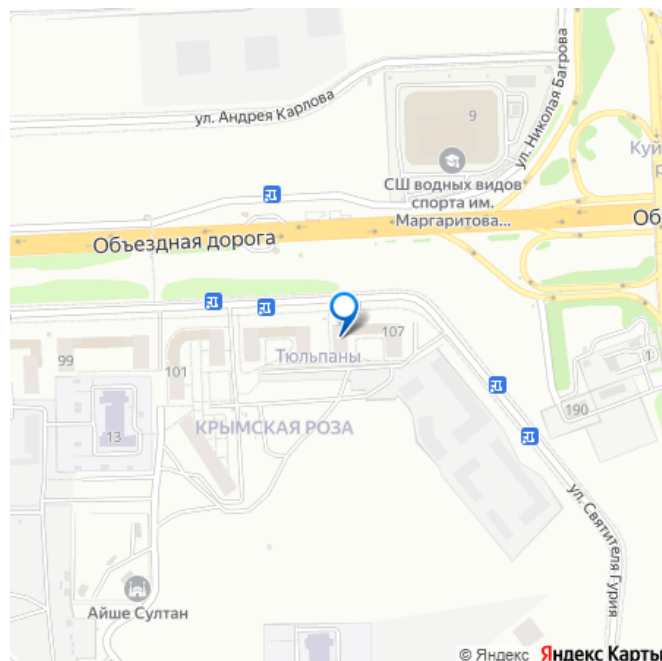 ул. Андрея Карлова
9
ул. Николая Багрова
СШ водных видов
спорта им.
Маргаритова...
Куй
р
Объездная дорога
Об
107
Тюльпаны
99
101
1
190
13
КРЫМСКАЯ РОЗА
ул. Святителя Гурия
Айше Султан
© Яндекс Яндекс Карты